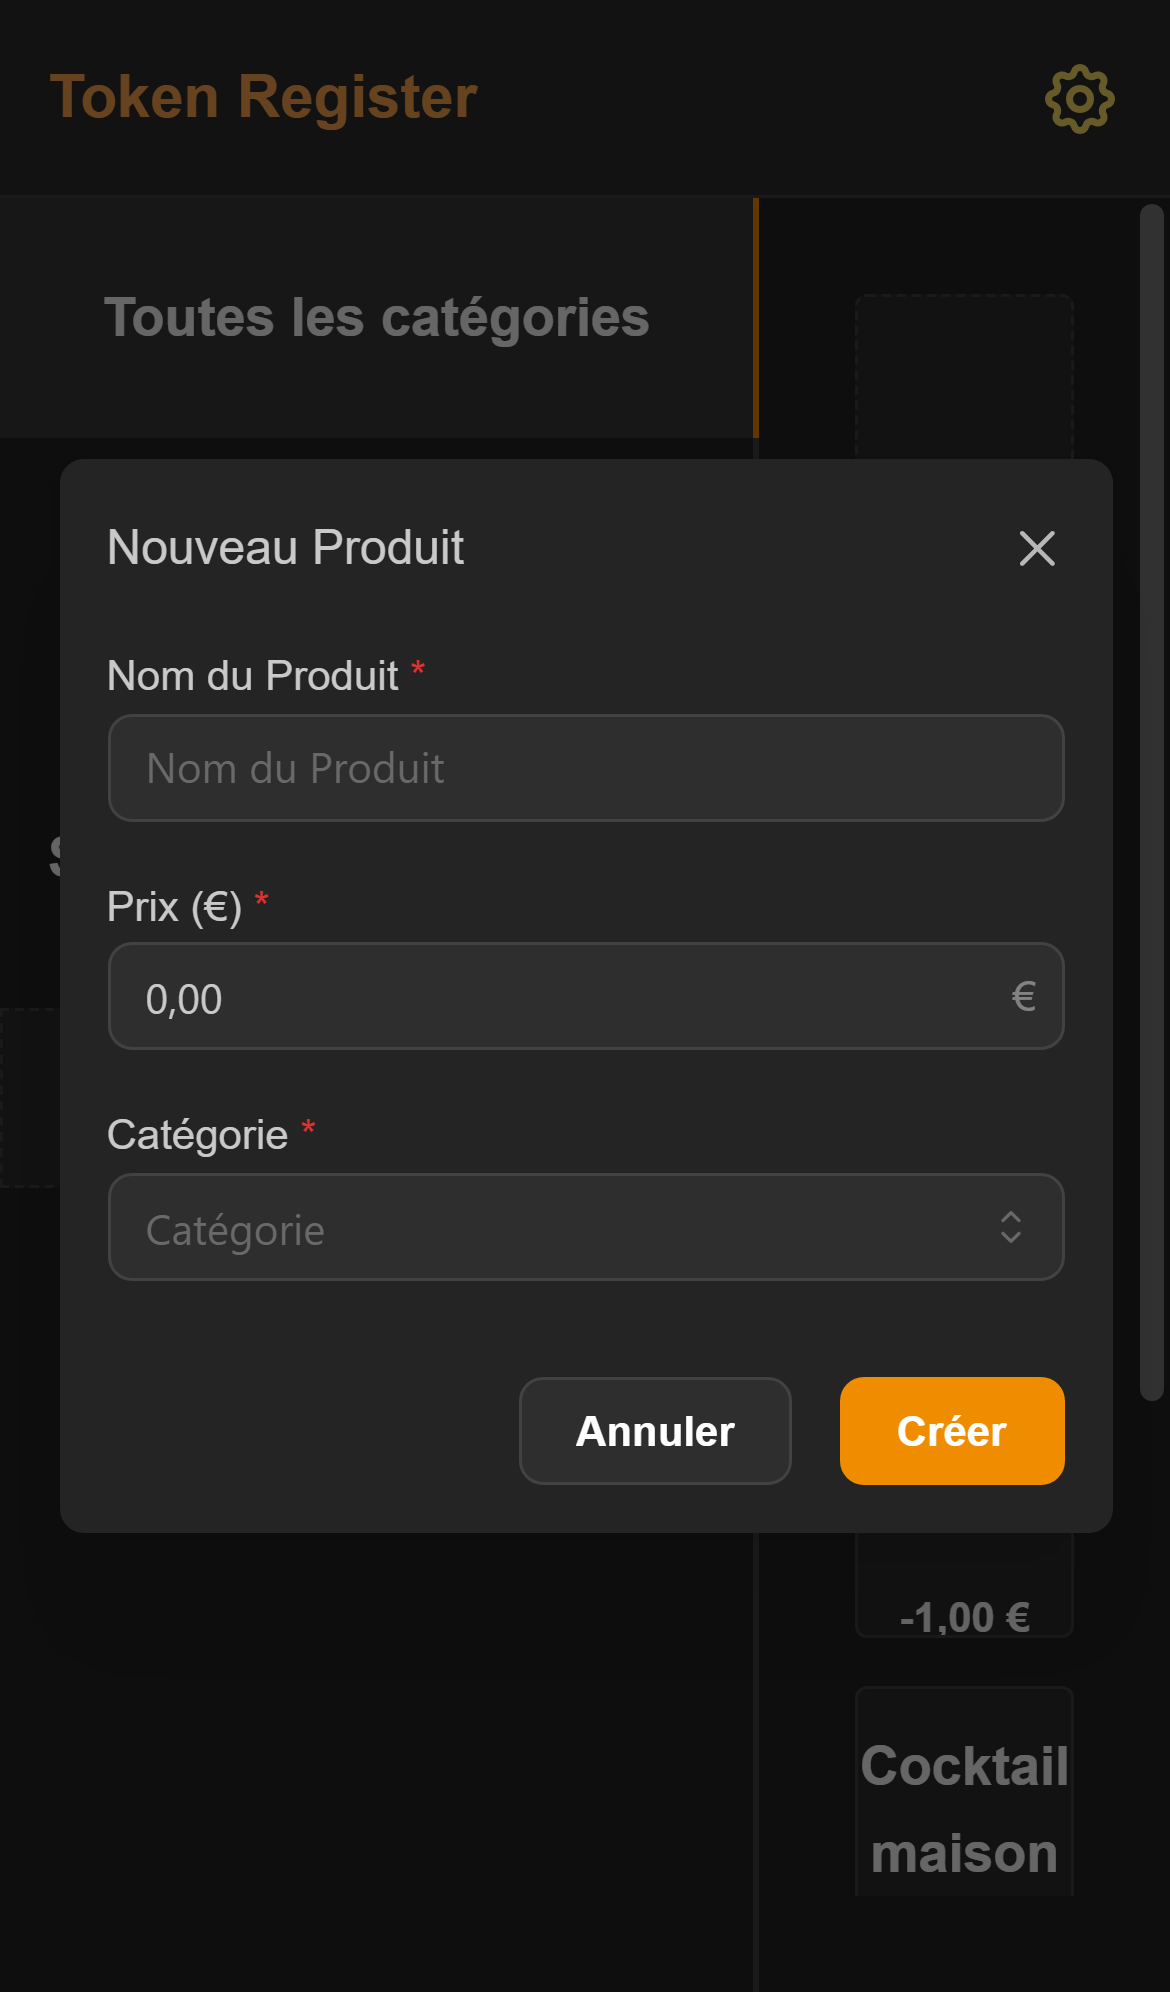 Token Register
Toutes les catégories
Nouveau Produit
Nom du Produit *
Nom du Produit
Prix (€) *
0,00 €
Catégorie *
Catégorie
Annuler
Créer
-1,00 €
Cocktail
maison